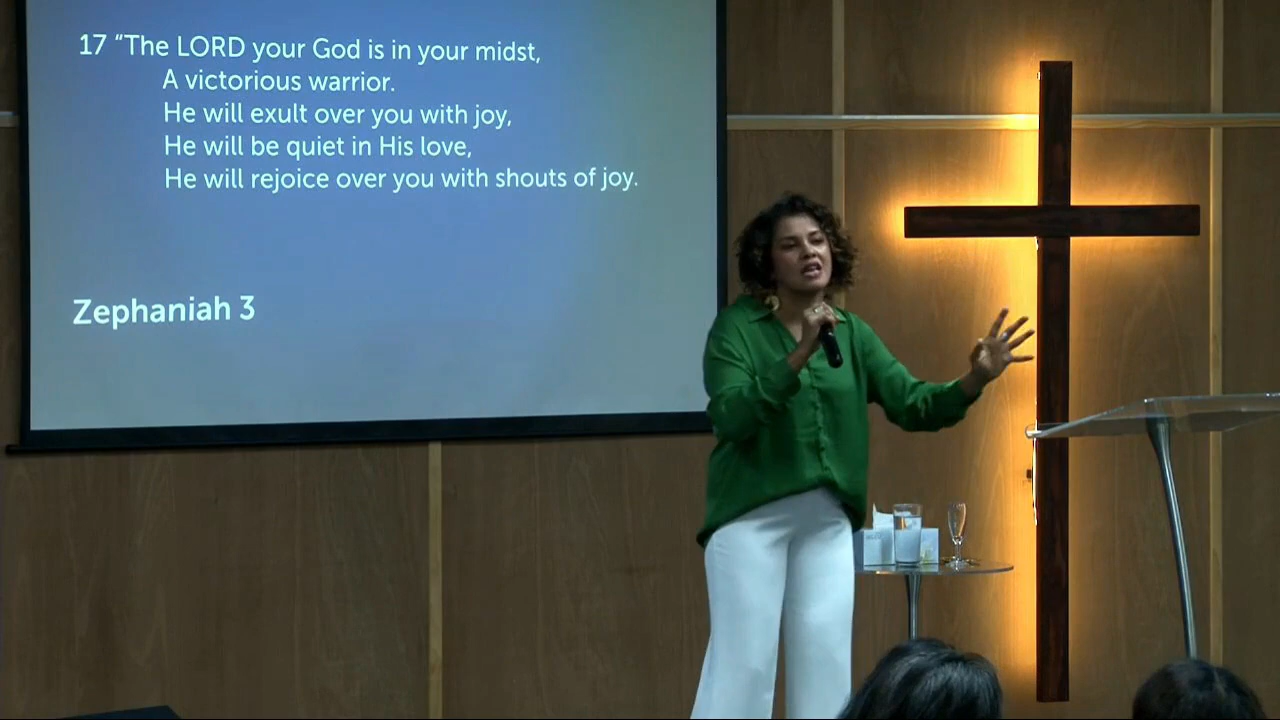 17 “The LORD your God is in your midst,
A victorious warrior.
He will exult over you with joy,
He will be quiet in His love,
He will rejoice over you with shouts of joy.
Zephaniah 3